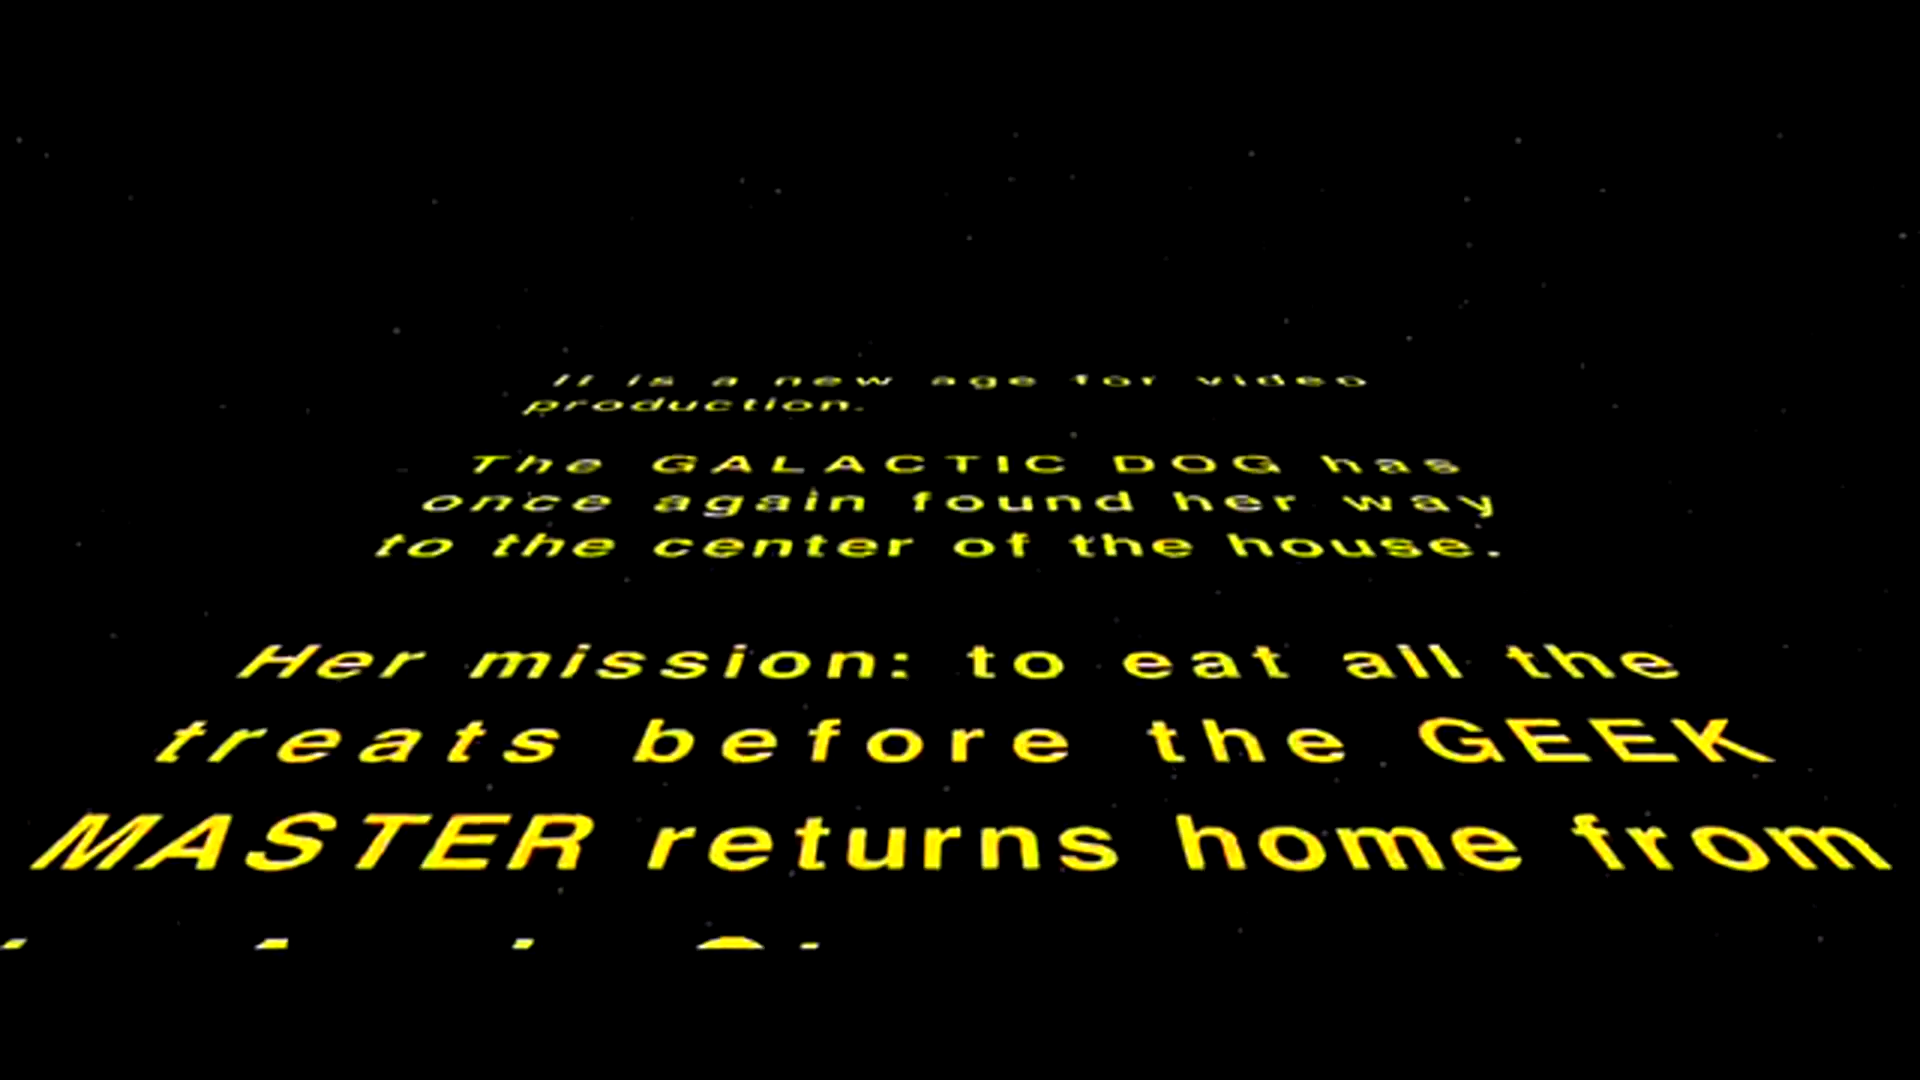 It is a new age for video
production.
The GALACTIC DOG has
once again found her way
to the center of the house.
Her mission: to eat all the
treats before the GEEK
MASTER returns home from